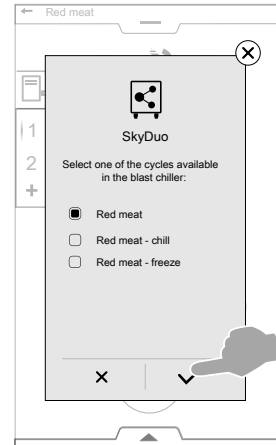 Red meat
1
2
+
SkyDuo
Select one of the cycles available
in the blast chiller:
Red meat
Red meat - chill
Red meat - freeze